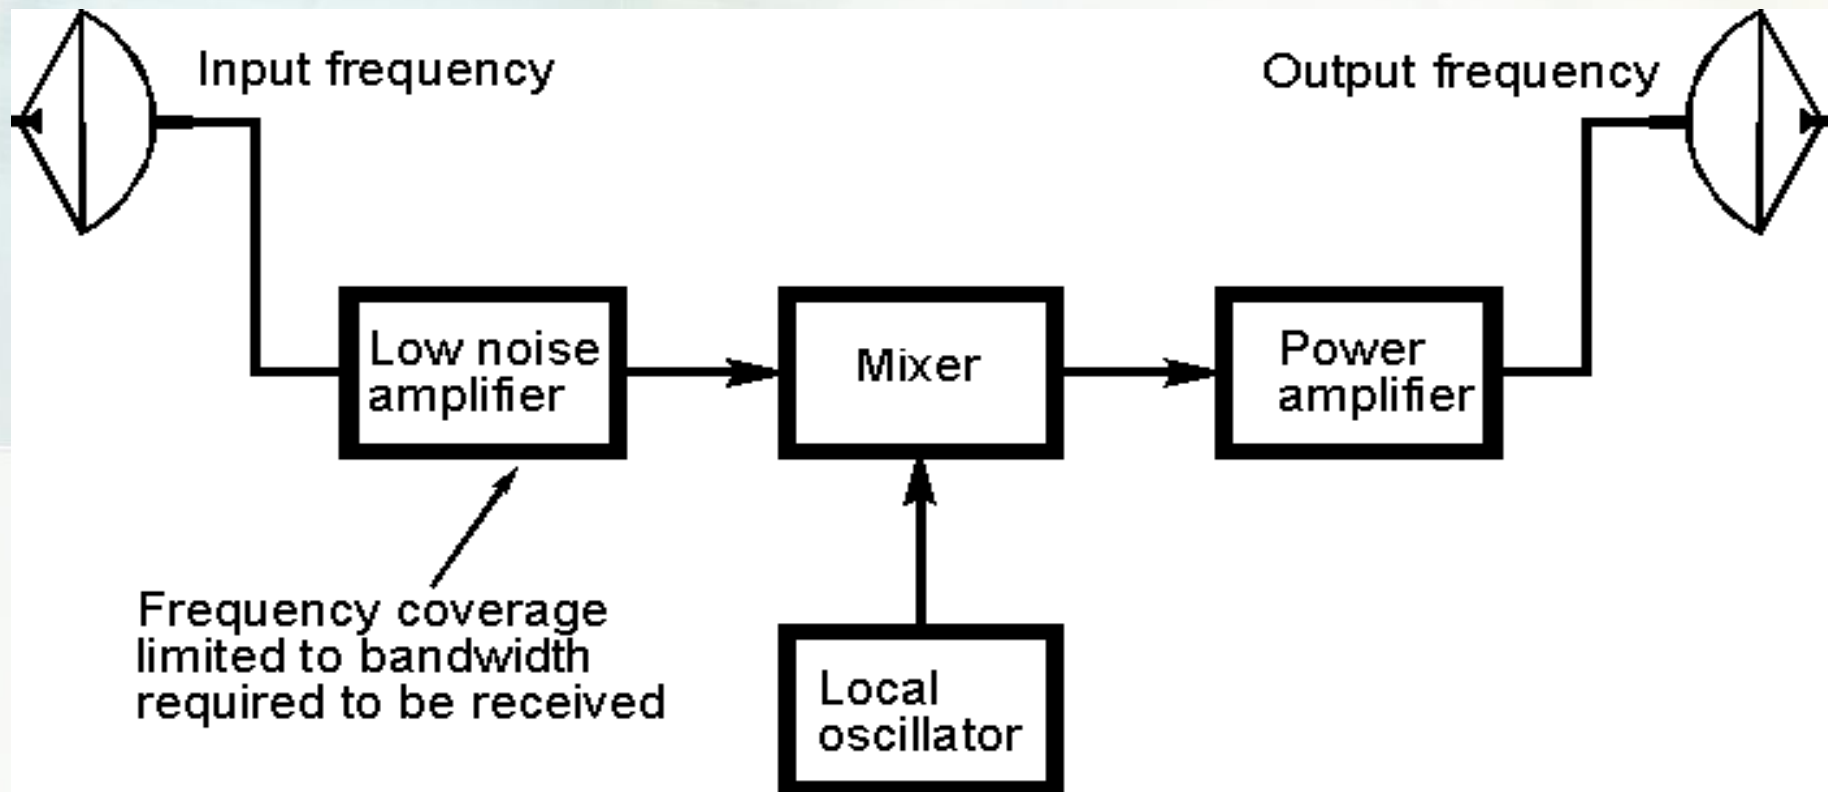 Input frequency
Output frequency
Low noise
amplifier
Mixer
Power
amplifier
Frequency coverage
limited to bandwidth
required to be received
Local
oscillator